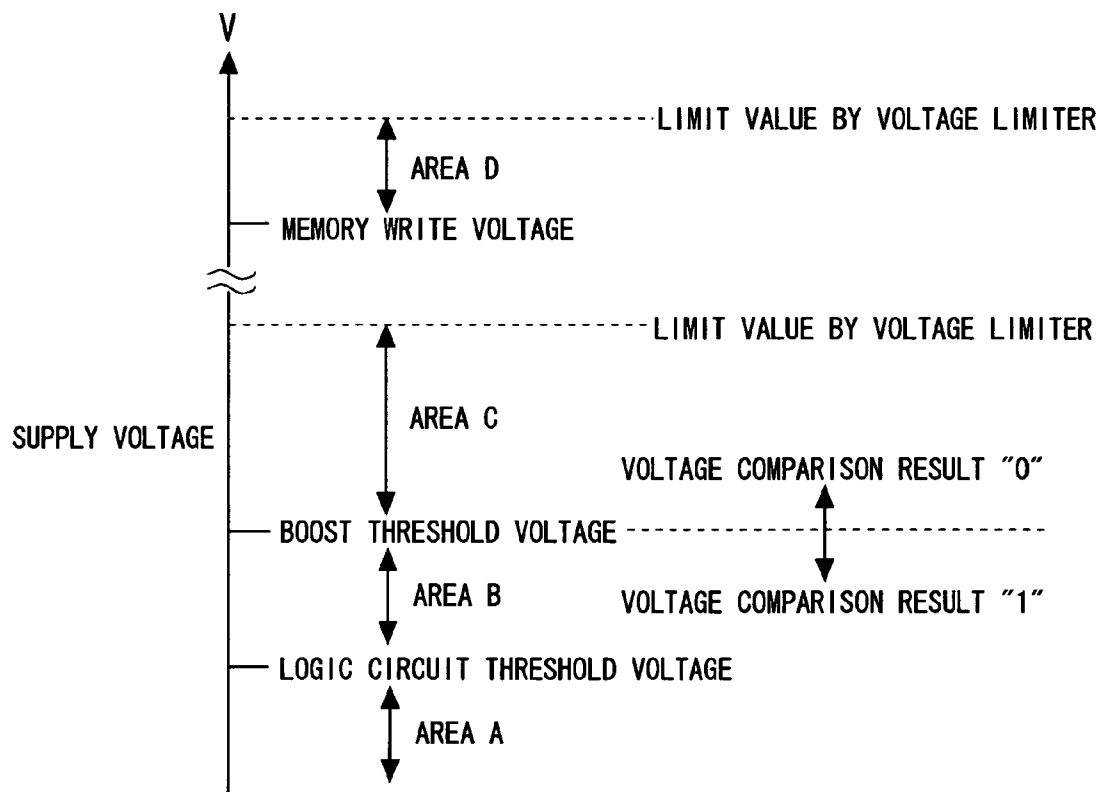 V
LIMIT VALUE BY VOLTAGE LIMITER
AREA D
MEMORY WRITE VOLTAGE
LIMIT VALUE BY VOLTAGE LIMITER
AREA C
SUPPLY VOLTAGE
VOLTAGE COMPARISON RESULT "0"
BOOST THRESHOLD VOLTAGE
AREA B
VOLTAGE COMPARISON RESULT "1"
LOGIC CIRCUIT THRESHOLD VOLTAGE
AREA A